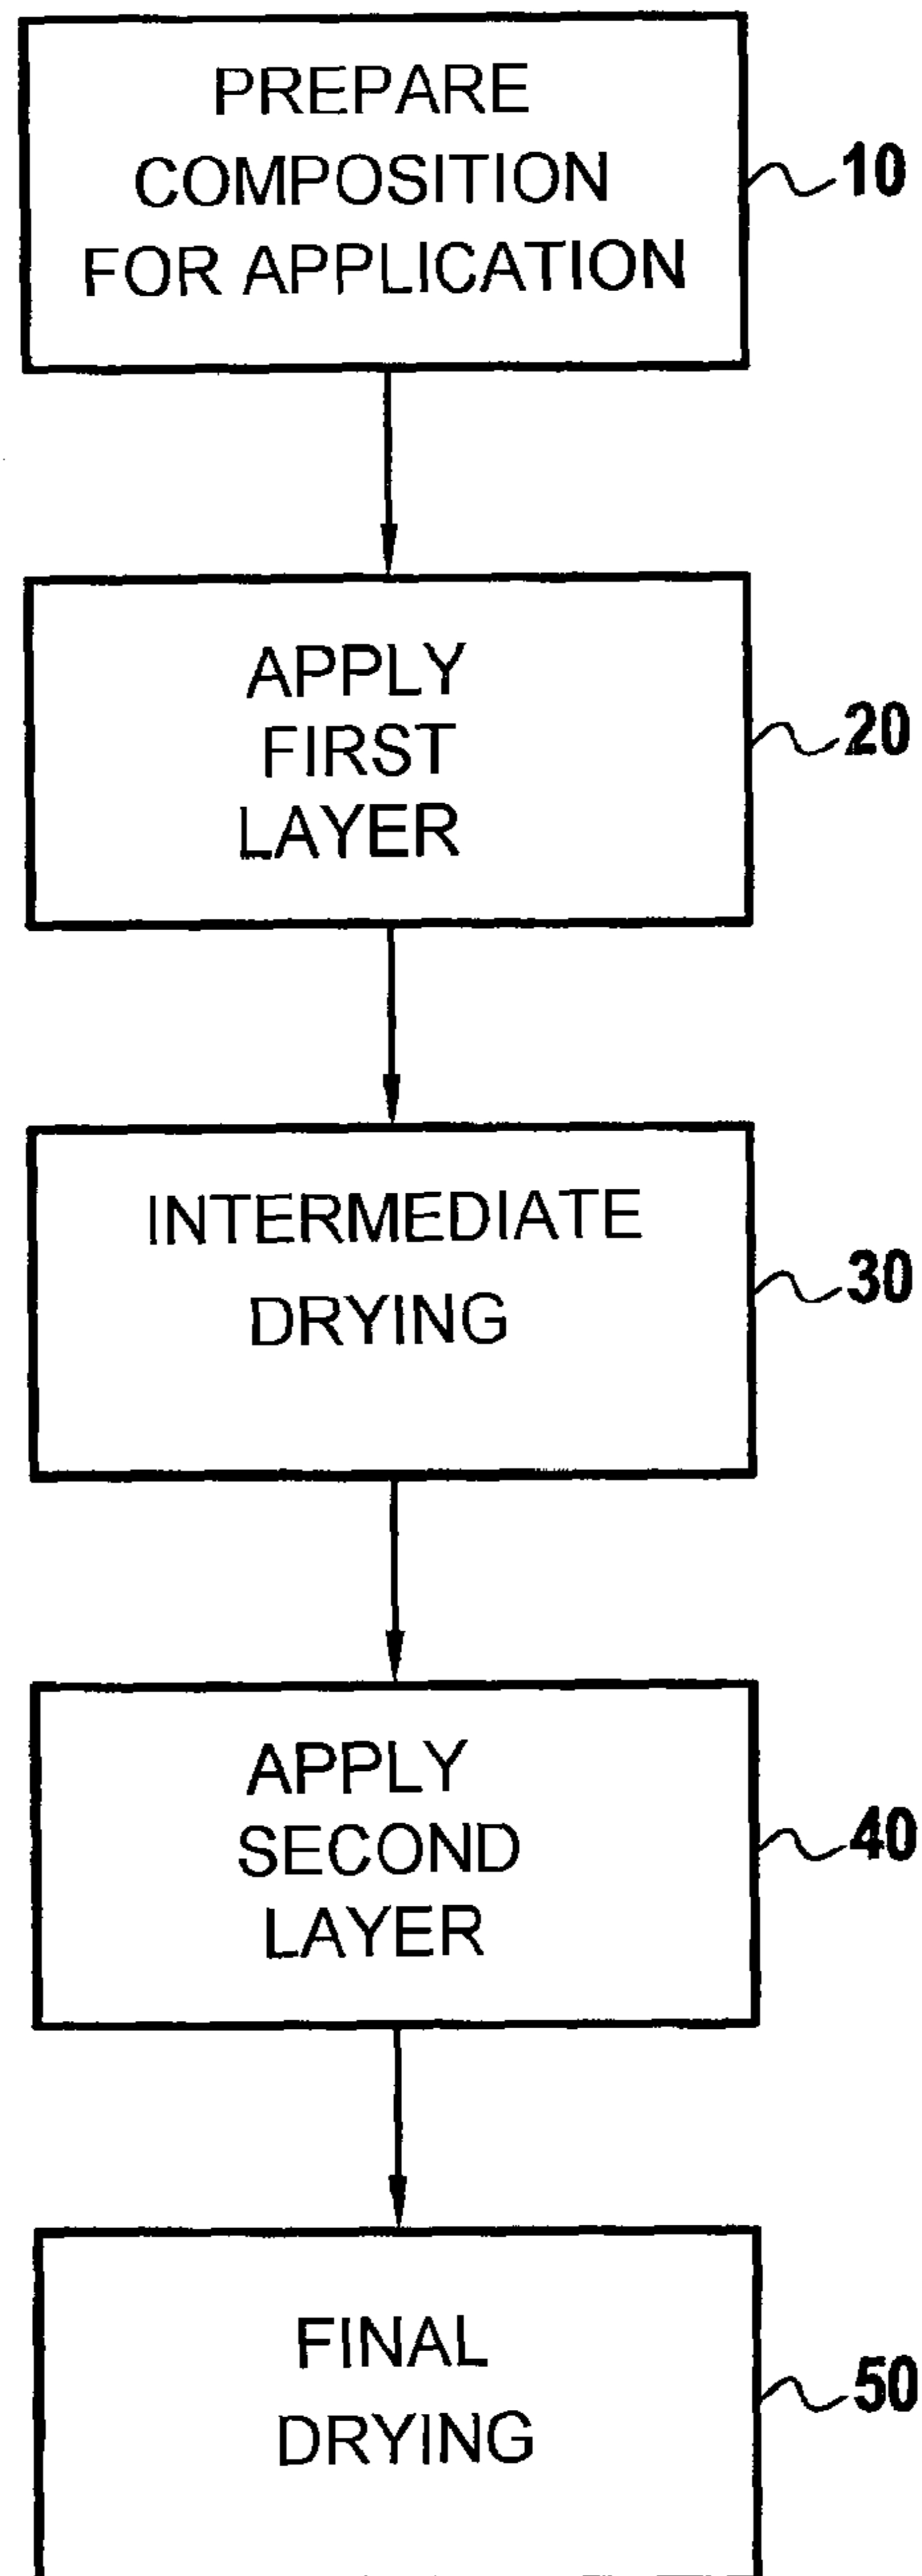 PREPARE
COMPOSITION
FOR APPLICATION
10
APPLY
FIRST
LAYER
20
INTERMEDIATE
DRYING
30
APPLY
SECOND
LAYER
40
FINAL
DRYING
50